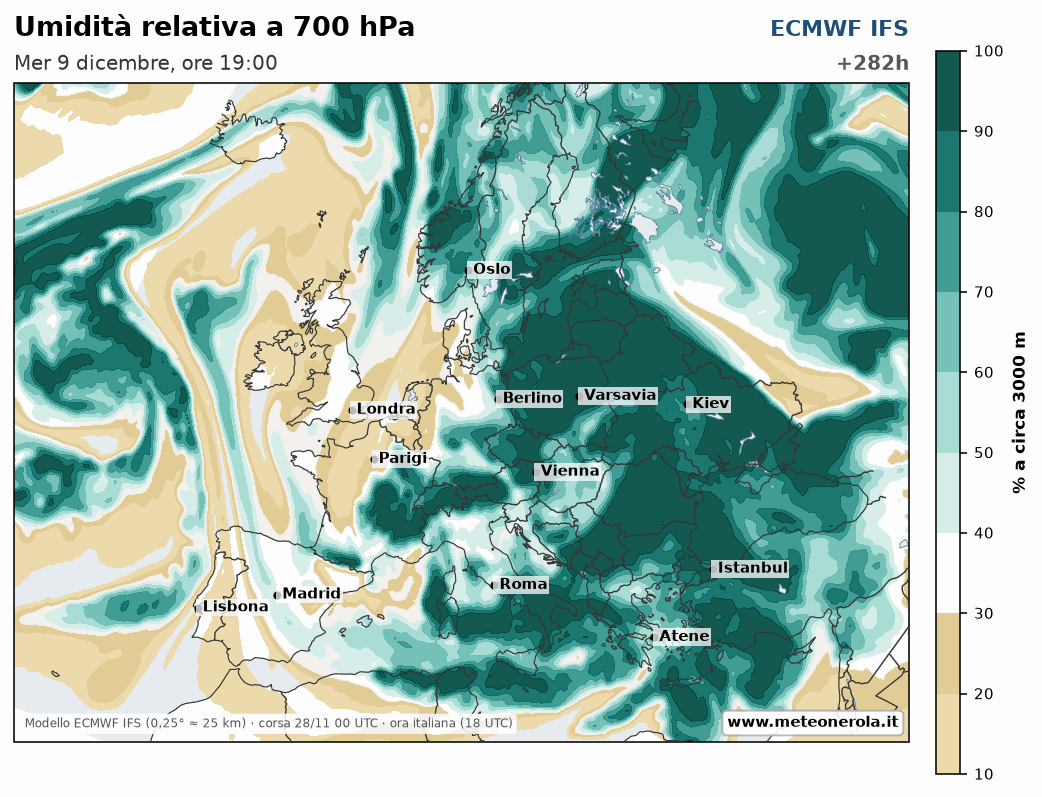 Umidità relativa a 700 hPa
ECMWF IFS
Mer 9 dicembre, ore 19:00
+282h
100
90
80
70
60
50
40
30
20
10
% a circa 3000 m
Oslo
Berlino
Varsavia
Kiev
Londra
Parigi
Vienna
Istanbul
Roma
Madrid
Lisbona
Atene
Modello ECMWF IFS (0,25° ≈ 25 km) · corsa 28/11 00 UTC · ora italiana (18 UTC)
www.meteonerola.it